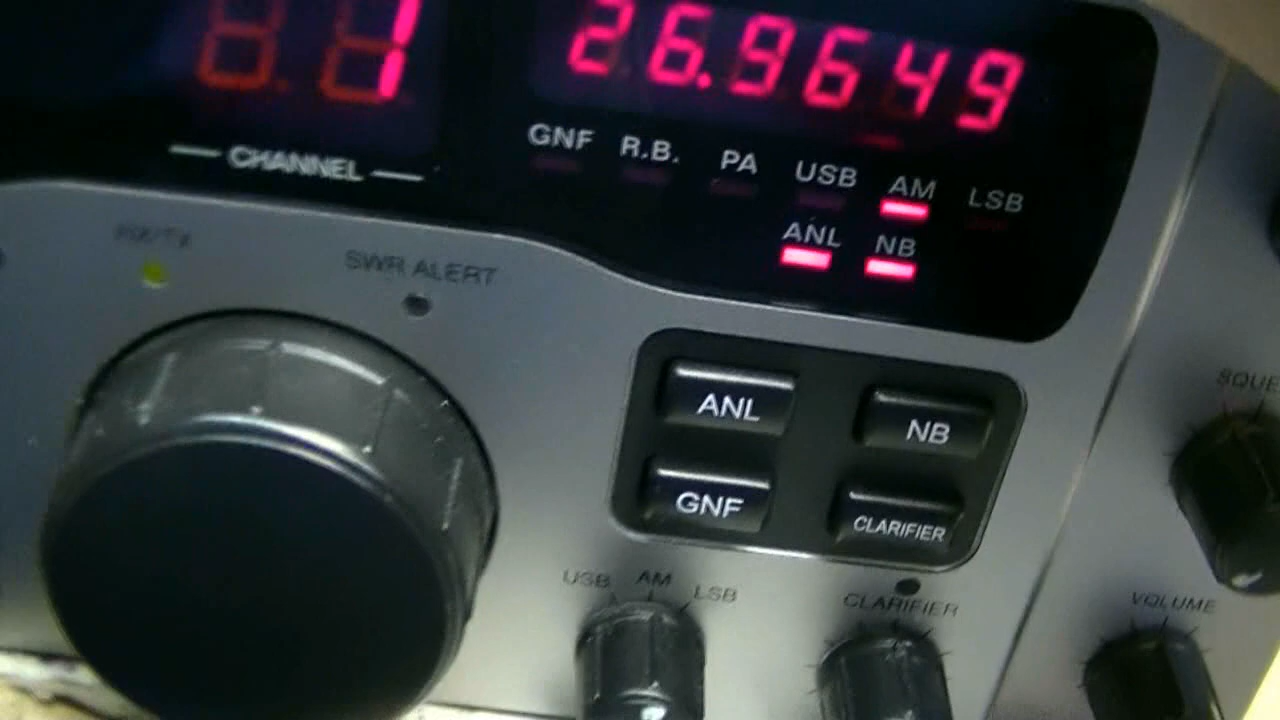 1 26.9649
GNF R.B. PA USB AM LSB
CHANNEL
ANL NB
RX/TX
SWR ALERT
ANL NB
GNF CLARIFIER
USB AM LSB
CLARIFIER
VOLUME